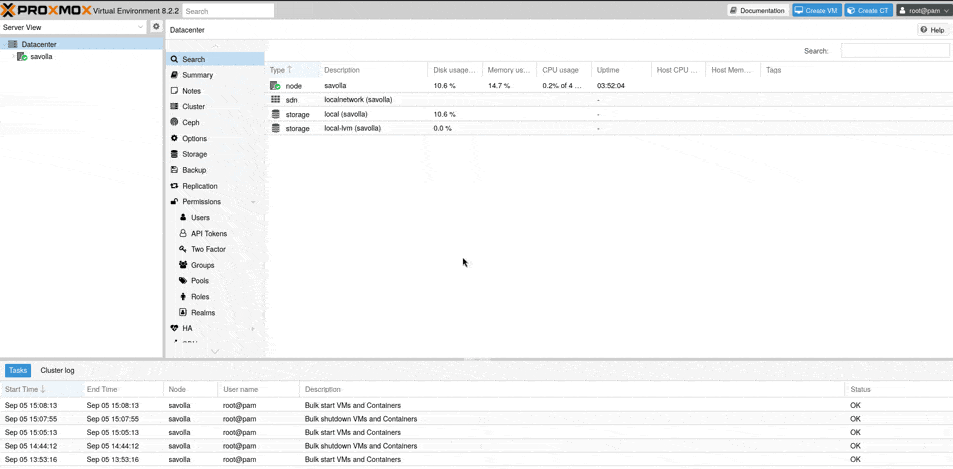 PROXMOX Virtual Environment 8.2.2 Search Documentation Create VM Create CT root@pam
Server View Datacenter Help
Datacenter
savolla
Search:
Search
Summary
Notes
Cluster
Ceph
Options
Storage
Backup
Replication
Permissions
Users
API Tokens
Two Factor
Groups
Pools
Roles
Realms
HA
Type Description Disk usage... Memory us... CPU usage Uptime Host CPU ... Host Mem... Tags
node savolla 10.6 % 14.7 % 0.2% of 4 ... 03:52:04
sdn localnetwork (savolla) -
storage local (savolla) 10.6 % -
storage local-lvm (savolla) 0.0 % -
Tasks Cluster log
Start Time End Time Node User name Description Status
Sep 05 15:08:13 Sep 05 15:08:13 savolla root@pam Bulk start VMs and Containers OK
Sep 05 15:07:55 Sep 05 15:07:55 savolla root@pam Bulk shutdown VMs and Containers OK
Sep 05 15:05:13 Sep 05 15:05:13 savolla root@pam Bulk start VMs and Containers OK
Sep 05 14:44:12 Sep 05 14:44:12 savolla root@pam Bulk shutdown VMs and Containers OK
Sep 05 13:53:16 Sep 05 13:53:16 savolla root@pam Bulk start VMs and Containers OK